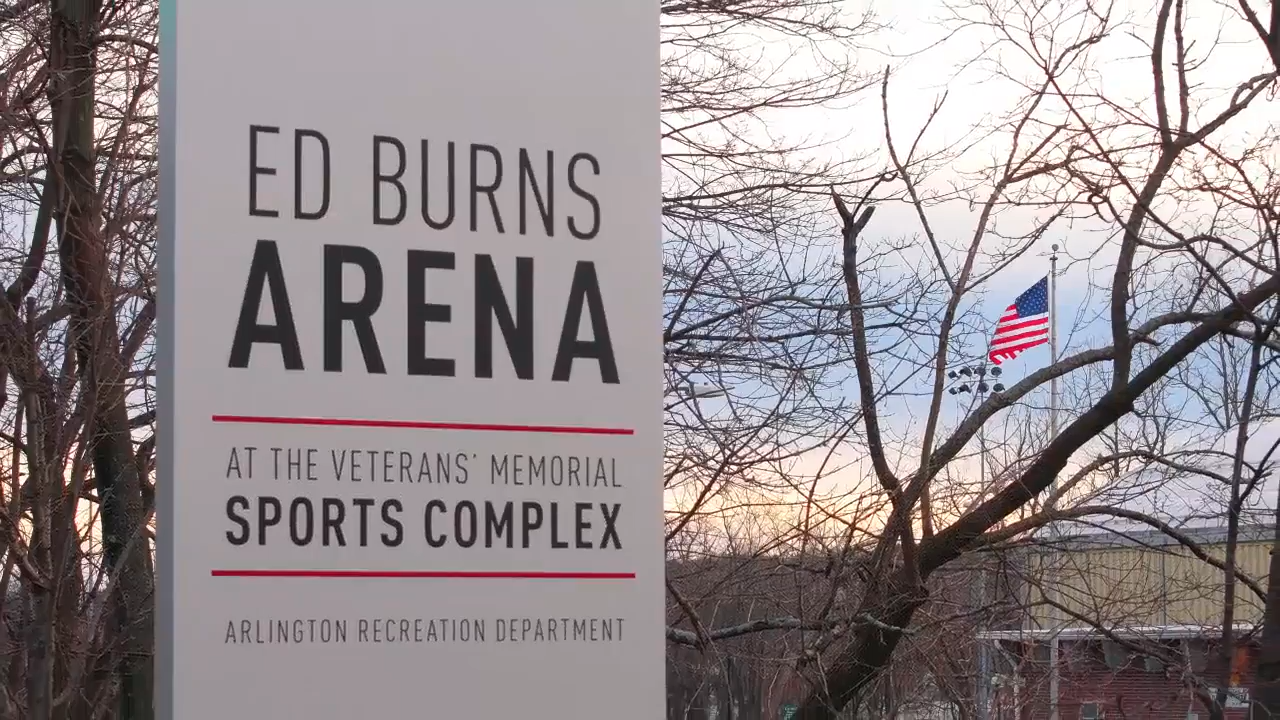 ED BURNS
ARENA
AT THE VETERANS' MEMORIAL
SPORTS COMPLEX
ARLINGTON RECREATION DEPARTMENT